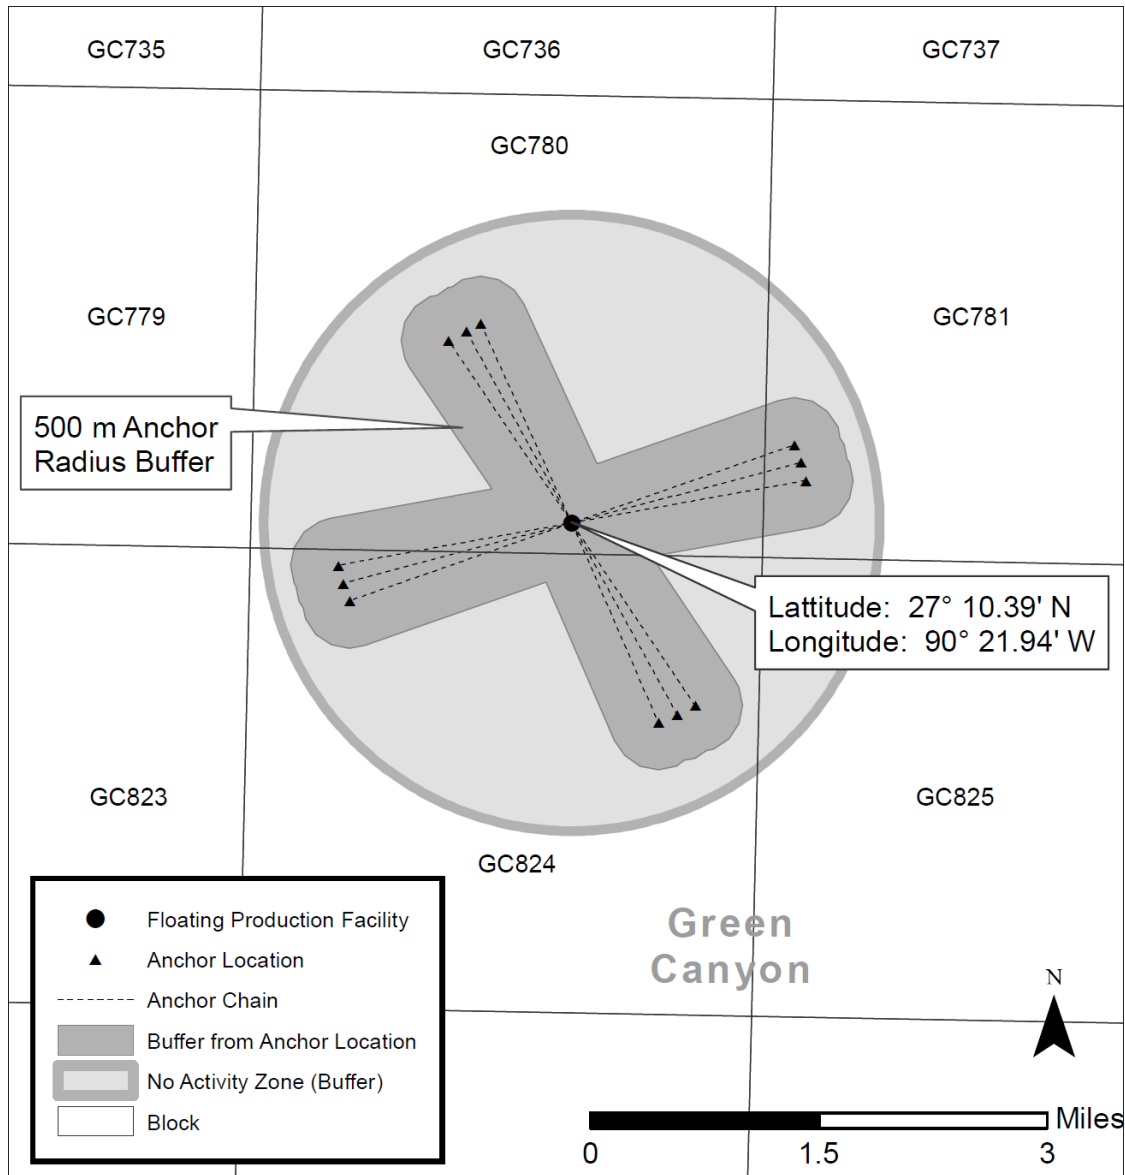 GC735
GC736
GC737
GC780
GC779
GC781
500 m Anchor
Radius Buffer
Lattitude:  27° 10.39' N
Longitude:  90° 21.94' W
GC823
GC825
GC824
Green
Canyon
Floating Production Facility
Anchor Location
Anchor Chain
Buffer from Anchor Location
No Activity Zone (Buffer)
Block
N
Miles
0
1.5
3